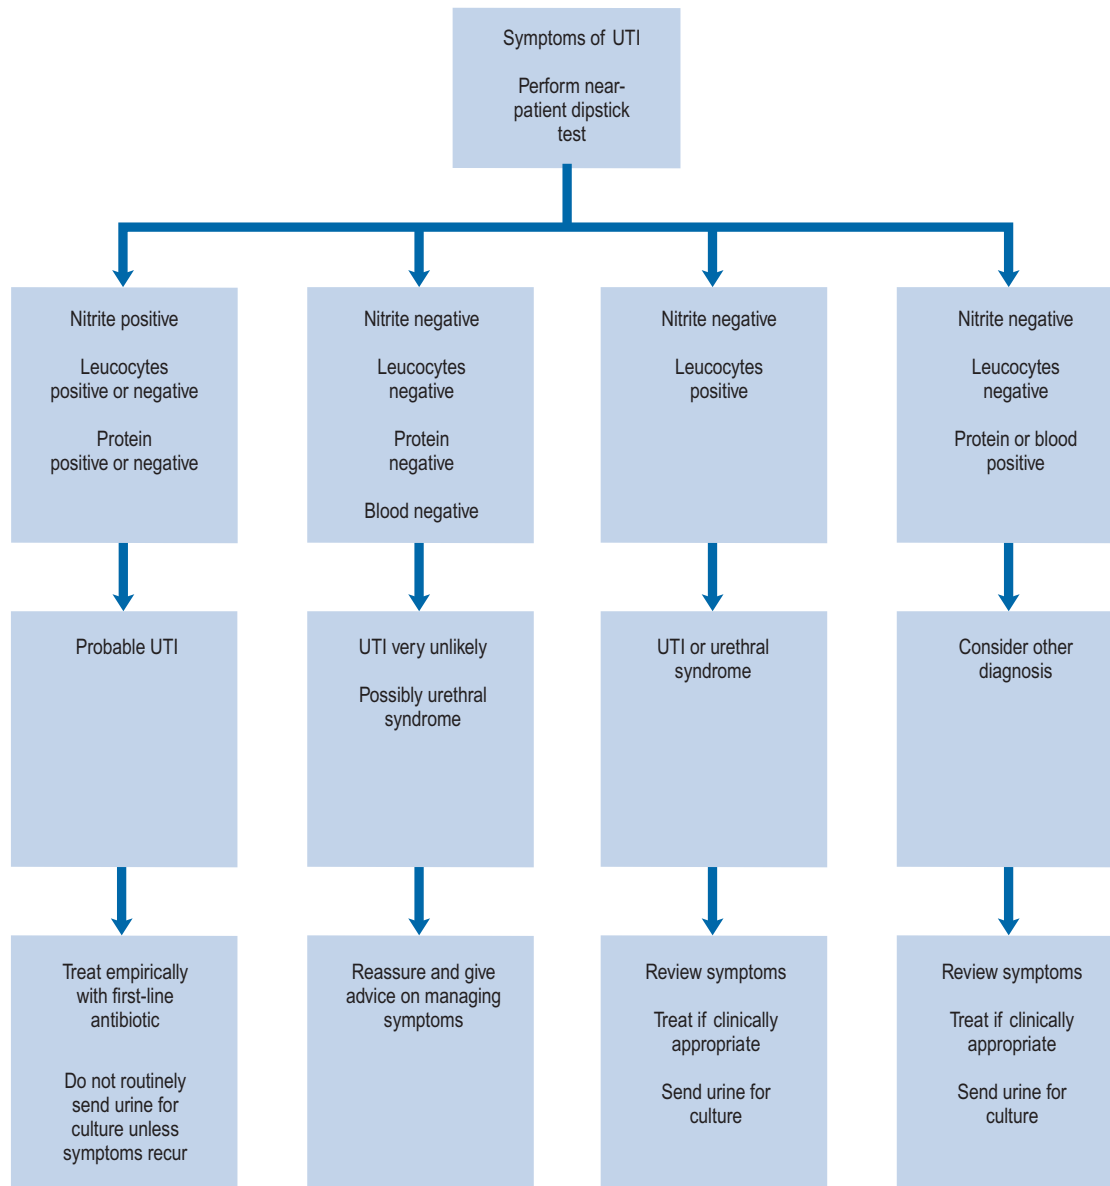 Symptoms of UTI
Perform near-
patient dipstick
test
Nitrite positive
Leucocytes
positive or negative
Protein
positive or negative
Nitrite negative
Leucocytes
negative
Protein
negative
Blood negative
Nitrite negative
Leucocytes
positive
Nitrite negative
Leucocytes
negative
Protein or blood
positive
Probable UTI
UTI very unlikely
Possibly urethral
syndrome
UTI or urethral
syndrome
Consider other
diagnosis
Treat empirically
with first-line
antibiotic
Do not routinely
send urine for
culture unless
symptoms recur
Reassure and give
advice on managing
symptoms
Review symptoms
Treat if clinically
appropriate
Send urine for
culture
Review symptoms
Treat if clinically
appropriate
Send urine for
culture